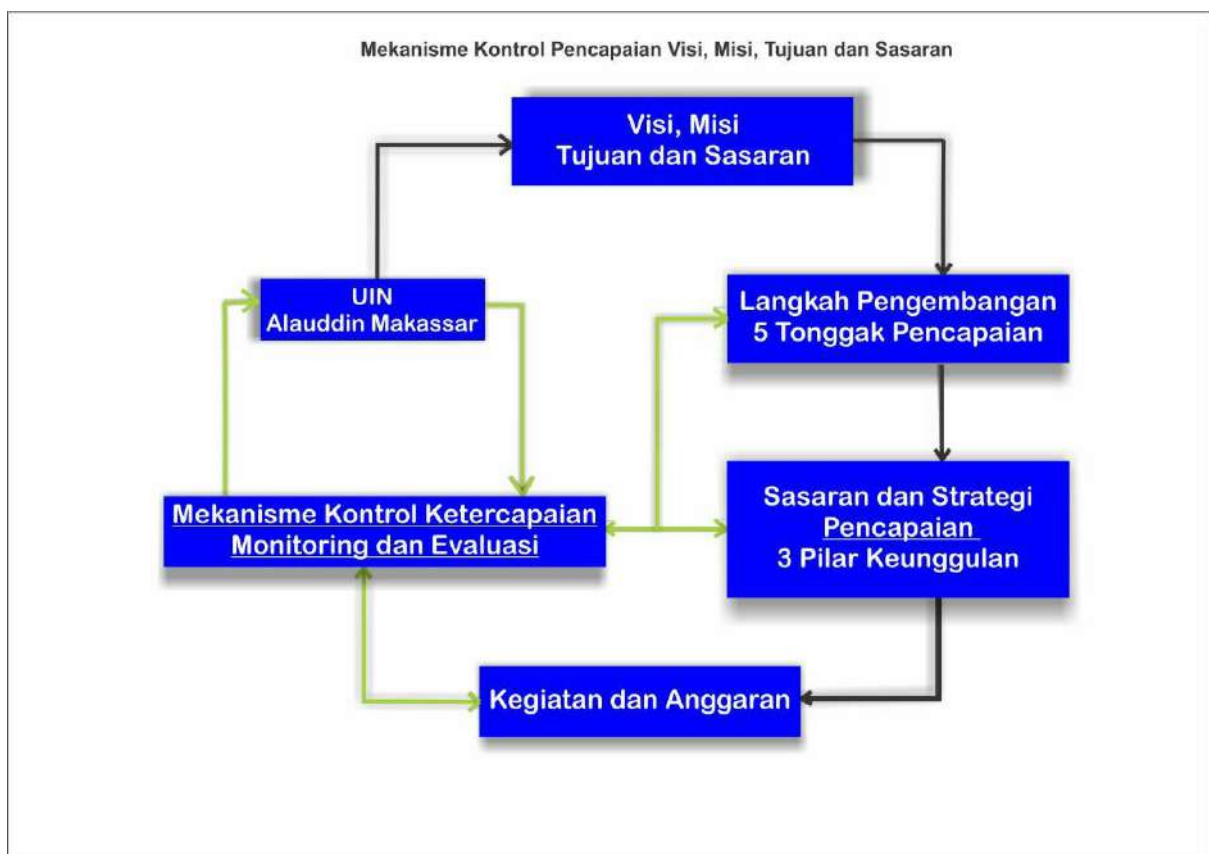 Mekanisme Kontrol Pencapaian Visi, Misi, Tujuan dan Sasaran
Visi, Misi
Tujuan dan Sasaran
UIN
Alauddin Makassar
Langkah Pengembangan
5 Tonggak Pencapaian
Mekanisme Kontrol Ketercapaian
Monitoring dan Evaluasi
Sasaran dan Strategi
Pencapaian
3 Pilar Keunggulan
Kegiatan dan Anggaran